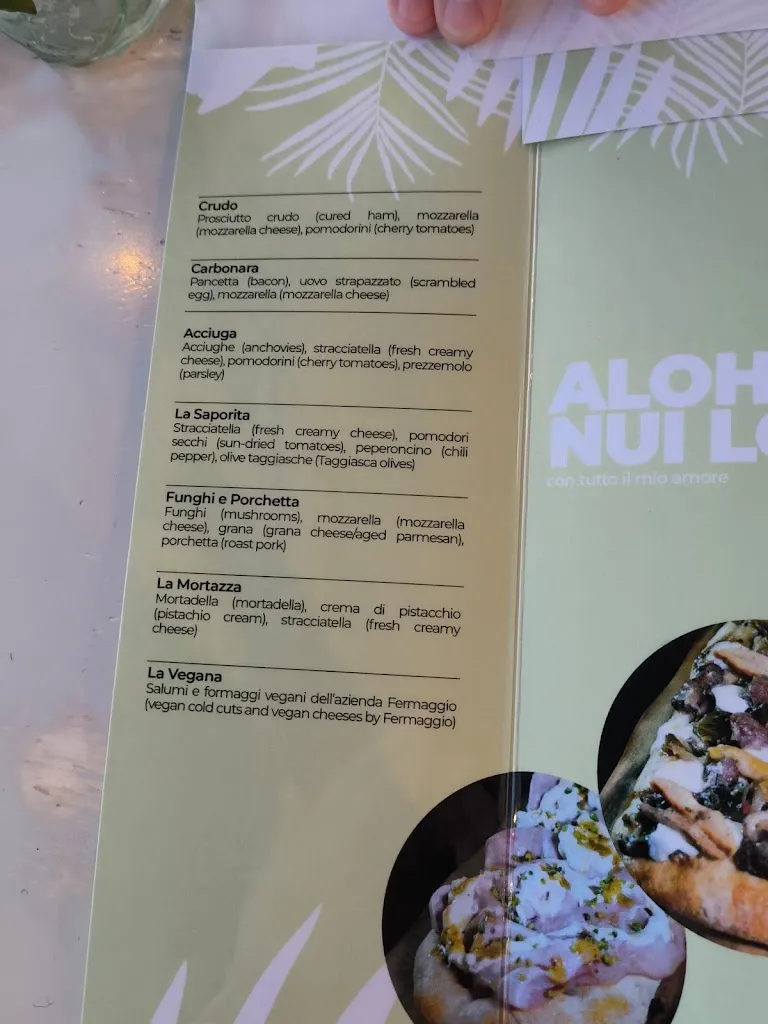 Crudo
Prosciutto crudo (cured ham), mozzarella
(mozzarella cheese), pomodorini (cherry tomatoes)
Carbonara
Pancetta (bacon), uovo strapazzato (scrambled
egg), mozzarella (mozzarella cheese)
Acciuga
Acciughe (anchovies), stracciatella (fresh creamy
cheese), pomodorini (cherry tomatoes), prezzemolo
(parsley)
La Saporita
Stracciatella (fresh creamy cheese), pomodori
secchi (sun-dried tomatoes), peperoncino (chili
pepper), olive taggiasche (Taggiasca olives)
Funghi e Porchetta
Funghi (mushrooms), mozzarella (mozzarella
cheese), grana (grana cheese/aged parmesan),
porchetta (roast pork)
La Mortazza
Mortadella (mortadella), crema di pistacchio
(pistachio cream), stracciatella (fresh creamy
cheese)
La Vegana
Salumi e formaggi vegani dell'azienda Fermaggio
(vegan cold cuts and vegan cheeses by Fermaggio)
ALOH
NUI LO
con tutto il mio amore